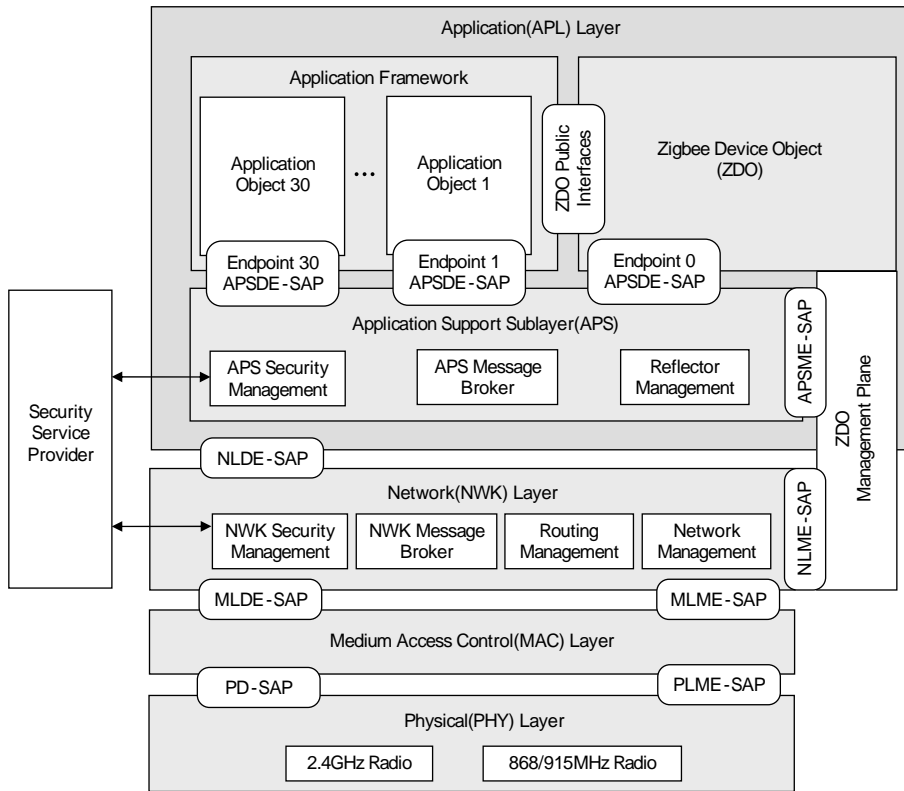 Application(APL) Layer
Application Framework
Application
Object 30
...
Application
Object 1
ZDO Public
Interfaces
Zigbee Device Object
(ZDO)
Endpoint 30
APSDE-SAP
Endpoint 1
APSDE-SAP
Endpoint 0
APSDE-SAP
Application Support Sublayer(APS)
APS Security
Management
APS Message
Broker
Reflector
Management
APSME-SAP
Security
Service
Provider
ZDO
Management Plane
NLDE-SAP
Network(NWK) Layer
NWK Security
Management
NWK Message
Broker
Routing
Management
Network
Management
NLME-SAP
MLDE-SAP
MLME-SAP
Medium Access Control(MAC) Layer
PD-SAP
PLME-SAP
Physical(PHY) Layer
2.4GHz Radio
868/915MHz Radio